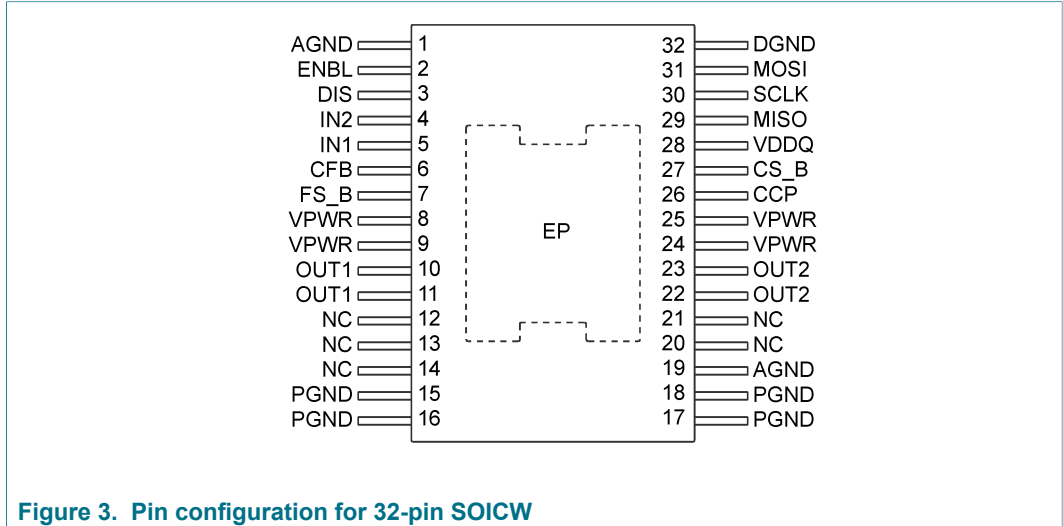 AGND 1 32 DGND
ENBL 2 31 MOSI
DIS 3 30 SCLK
IN2 4 29 MISO
IN1 5 28 VDDQ
CFB 6 27 CS_B
FS_B 7 26 CCP
VPWR 8 25 VPWR
VPWR 9 24 VPWR
EP
OUT1 10 23 OUT2
OUT1 11 22 OUT2
NC 12 21 NC
NC 13 20 NC
NC 14 19 AGND
PGND 15 18 PGND
PGND 16 17 PGND
Figure 3. Pin configuration for 32-pin SOICW